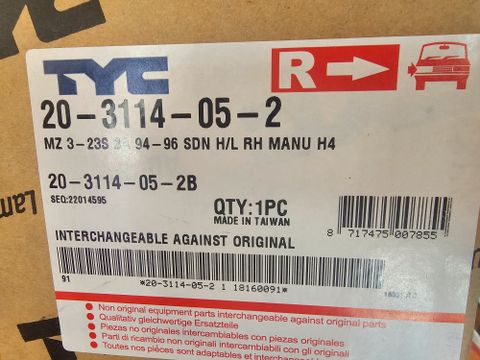 TYC
R
20-3114-05-2
MZ 3-23S 94-96 SDN H/L RH MANU H4
20-3114-05-2B
SEQ:22014595
QTY:1PC
MADE IN TAIWAN
8 717475 007855
INTERCHANGEABLE AGAINST ORIGINAL
91
*20-3114-05-2 1 18160091*
Non original equipment parts interchangeable against original parts
Qualitativ gleichwertige Ersatzteile
Piezas no originales intercambiables con piezas originales
Parti di ricambio non originali intercambiabili con gli originali
Toutes nos pièces sont adaptables et interchangeables
Lam